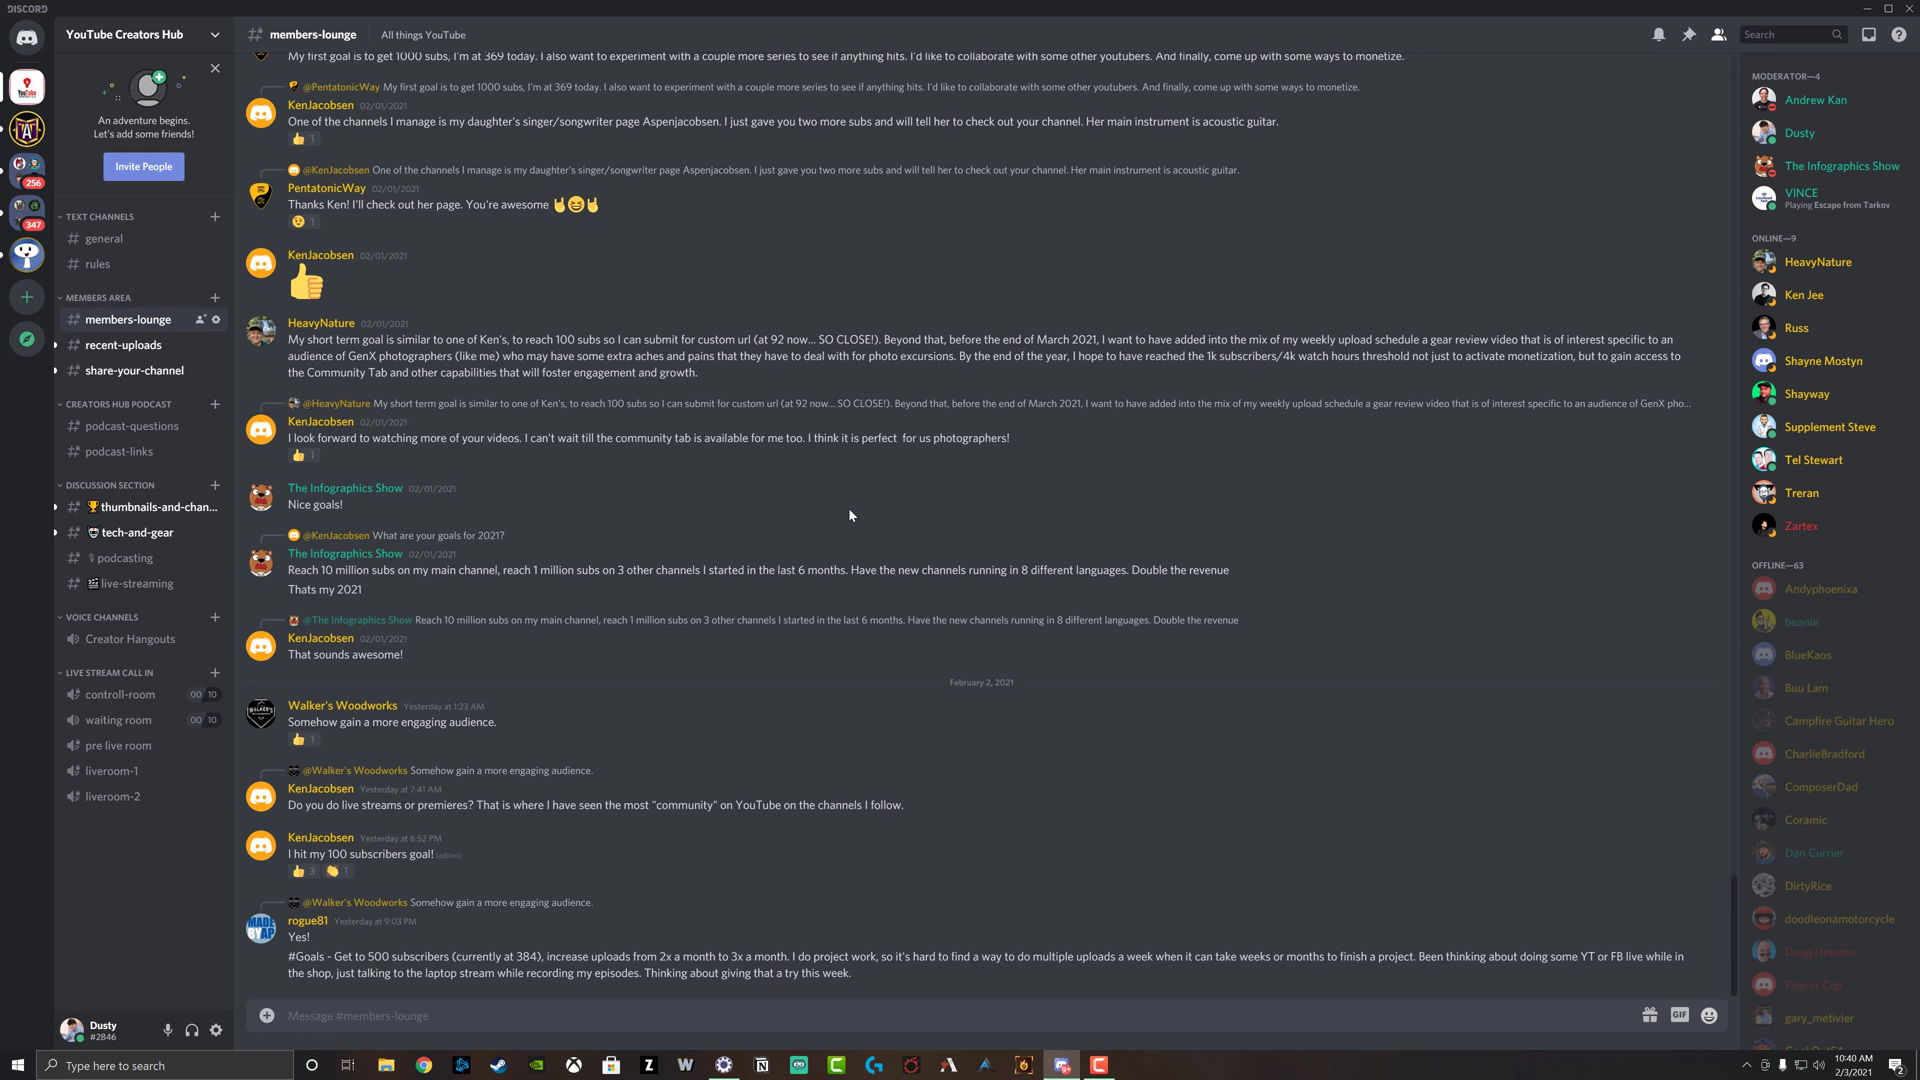 DISCORD
YouTube Creators Hub
An adventure begins.
Let's add some friends!
Invite People
256
347
TEXT CHANNELS
general
rules
MEMBERS AREA
members-lounge
recent-uploads
share-your-channel
CREATORS HUB PODCAST
podcast-questions
podcast-links
DISCUSSION SECTION
🏆thumbnails-and-chan...
tech-and-gear
podcasting
🎬live-streaming
VOICE CHANNELS
Creator Hangouts
LIVE STREAM CALL IN
controll-room 00 10
waiting room 00 10
pre live room
liveroom-1
liveroom-2
Dusty
#2846
members-lounge All things YouTube
Search
My first goal is to get 1000 subs, I'm at 369 today. I also want to experiment with a couple more series to see if anything hits. I'd like to collaborate with some other youtubers. And finally, come up with some ways to monetize.
@PentatonicWay My first goal is to get 1000 subs, I'm at 369 today. I also want to experiment with a couple more series to see if anything hits. I'd like to collaborate with some other youtubers. And finally, come up with some ways to monetize.
KenJacobsen 02/01/2021
One of the channels I manage is my daughter's singer/songwriter page Aspenjacobsen. I just gave you two more subs and will tell her to check out your channel. Her main instrument is acoustic guitar.
👍 1
@KenJacobsen One of the channels I manage is my daughter's singer/songwriter page Aspenjacobsen. I just gave you two more subs and will tell her to check out your channel. Her main instrument is acoustic guitar.
PentatonicWay 02/01/2021
Thanks Ken! I'll check out her page. You're awesome 🤘😆🤘
1
KenJacobsen 02/01/2021
👍
HeavyNature 02/01/2021
My short term goal is similar to one of Ken's, to reach 100 subs so I can submit for custom url (at 92 now... SO CLOSE!). Beyond that, before the end of March 2021, I want to have added into the mix of my weekly upload schedule a gear review video that is of interest specific to an
audience of GenX photographers (like me) who may have some extra aches and pains that they have to deal with for photo excursions. By the end of the year, I hope to have reached the 1k subscribers/4k watch hours threshold not just to activate monetization, but to gain access to
the Community Tab and other capabilities that will foster engagement and growth.
@HeavyNature My short term goal is similar to one of Ken's, to reach 100 subs so I can submit for custom url (at 92 now... SO CLOSE!). Beyond that, before the end of March 2021, I want to have added into the mix of my weekly upload schedule a gear review video that is of interest specific to an audience of GenX pho...
KenJacobsen 02/01/2021
I look forward to watching more of your videos. I can't wait till the community tab is available for me too. I think it is perfect for us photographers!
👍 1
The Infographics Show 02/01/2021
Nice goals!
@KenJacobsen What are your goals for 2021?
The Infographics Show 02/01/2021
Reach 10 million subs on my main channel, reach 1 million subs on 3 other channels I started in the last 6 months. Have the new channels running in 8 different languages. Double the revenue
Thats my 2021
@The Infographics Show Reach 10 million subs on my main channel, reach 1 million subs on 3 other channels I started in the last 6 months. Have the new channels running in 8 different languages. Double the revenue
KenJacobsen 02/01/2021
That sounds awesome!
February 2, 2021
Walker's Woodworks Yesterday at 1:23 AM
Somehow gain a more engaging audience.
👍 1
@Walker's Woodworks Somehow gain a more engaging audience.
KenJacobsen Yesterday at 7:41 AM
Do you do live streams or premieres? That is where I have seen the most "community" on YouTube on the channels I follow.
KenJacobsen Yesterday at 6:52 PM
I hit my 100 subscribers goal! (edited)
👍 3 👏 1
@Walker's Woodworks Somehow gain a more engaging audience.
rogue81 Yesterday at 9:03 PM
Yes!
#Goals - Get to 500 subscribers (currently at 384), increase uploads from 2x a month to 3x a month. I do project work, so it's hard to find a way to do multiple uploads a week when it can take weeks or months to finish a project. Been thinking about doing some YT or FB live while in
the shop, just talking to the laptop stream while recording my episodes. Thinking about giving that a try this week.
MADE
BY AP
Message #members-lounge
GIF
MODERATOR—4
Andrew Kan
Dusty
The Infographics Show
VINCE
Playing Escape from Tarkov
ONLINE—9
HeavyNature
Ken Jee
Russ
Shayne Mostyn
Shayway
Supplement Steve
Tel Stewart
Treran
Zartex
OFFLINE—63
Andyphoenixa
beanie
BlueKaos
Buu Lam
Campfire Guitar Hero
CharlieBradford
ComposerDad
Coramic
Dan Currier
DirtyRice
doodleonamotorcycle
Doug Hewson
Flop or Cop
gary_metivier
Type here to search
10:40 AM
2/3/2021
2